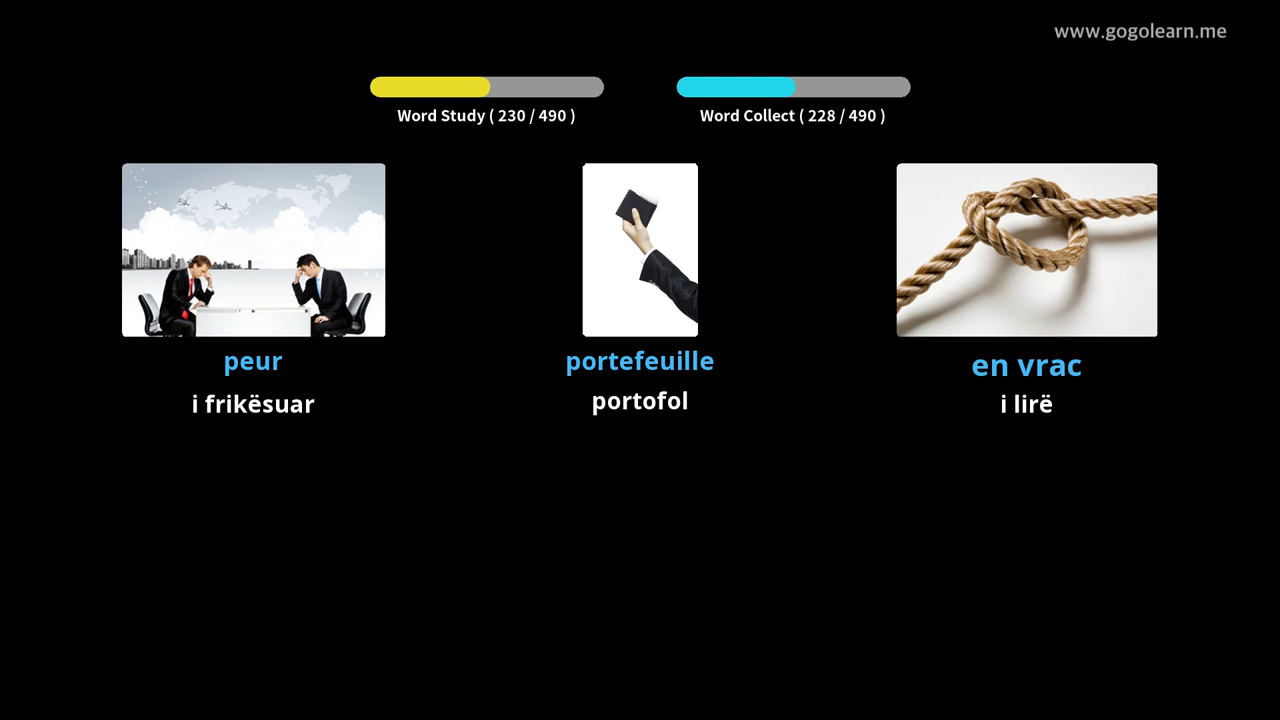 www.gogolearn.me
Word Study ( 230 / 490 )
Word Collect ( 228 / 490 )
peur
portefeuille
en vrac
i frikësuar
portofol
i lirë